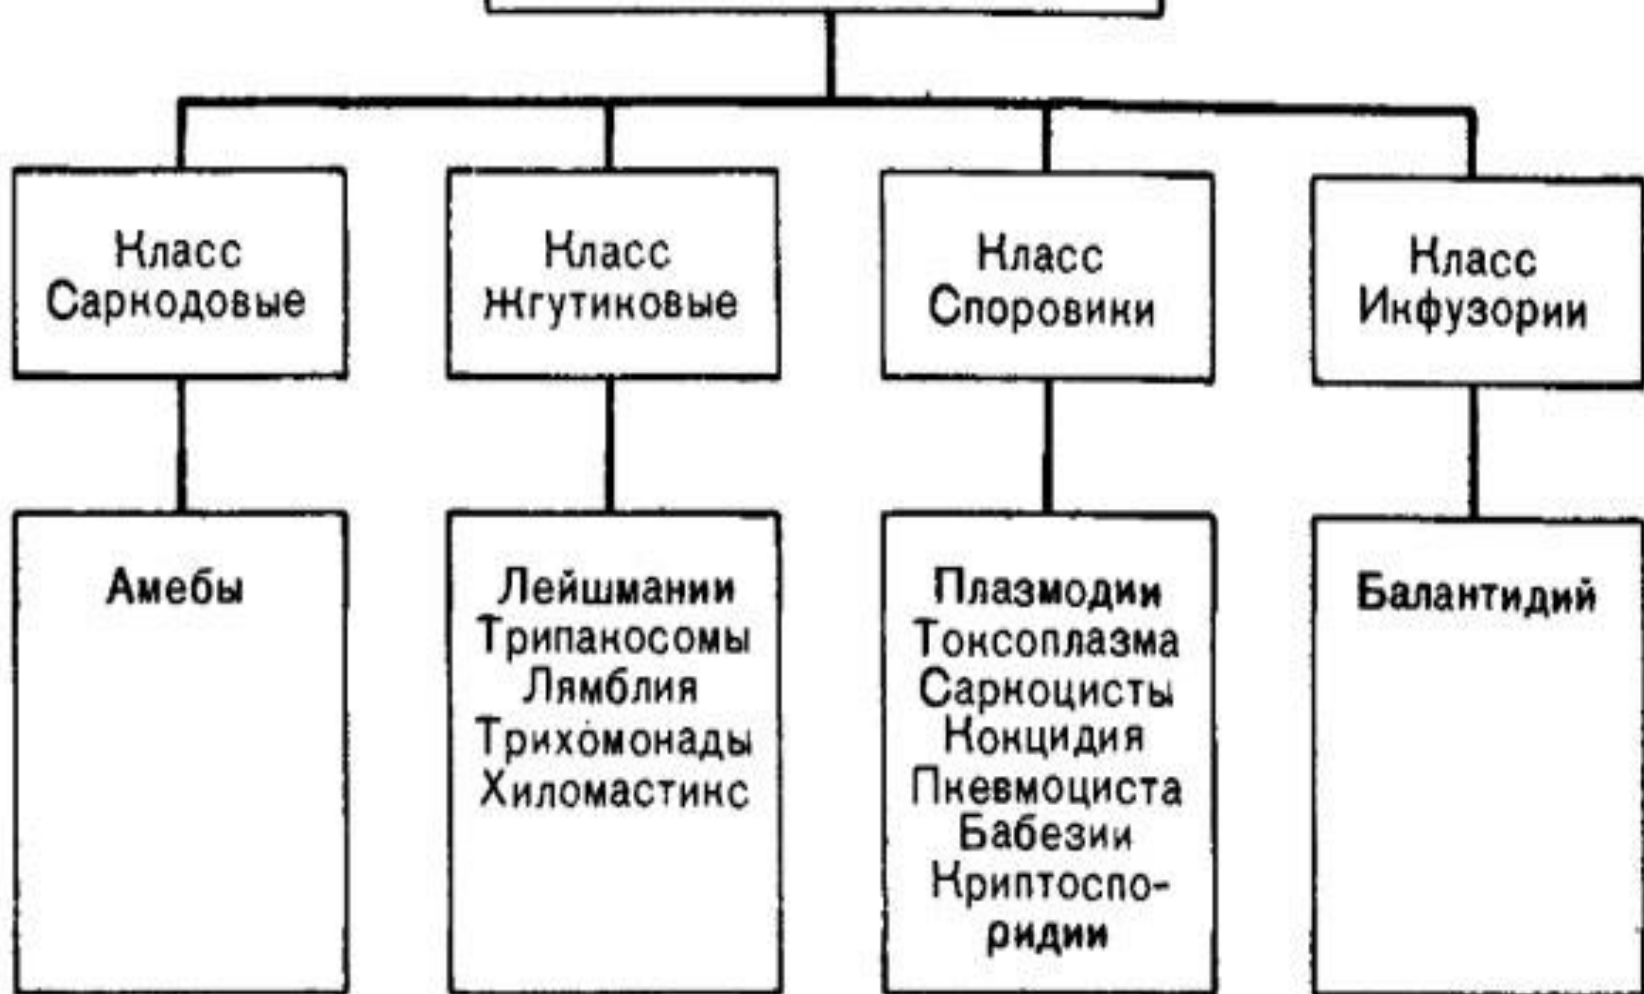 Класс
Саркодовые
Класс
Жгутиковые
Класс
Споровики
Класс
Инфузории
Амебы
Лейшмании
Трипаносомы
Лямблия
Трихомонады
Хиломастикс
Плазмодии
Токсоплазма
Саркоцисты
Кокцидия
Пневмоциста
Бабезии
Криптоспо-
ридии
Балантидий